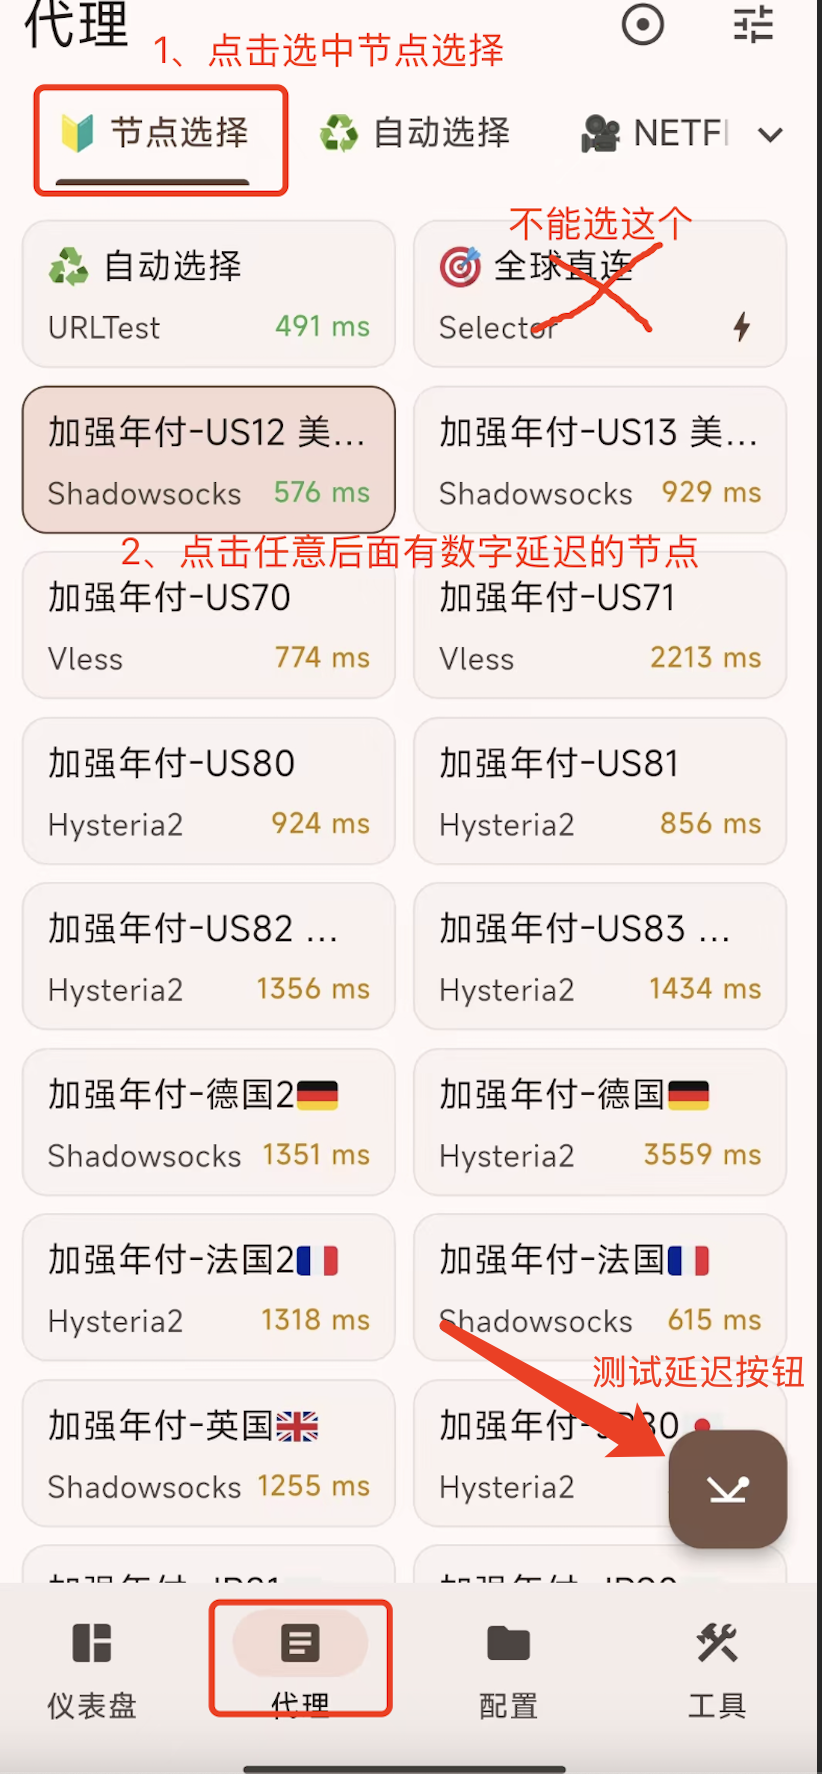 代理
1、点击选中节点选择
节点选择
自动选择
NETF
不能选这个
自动选择
全球直连
URLTest 491 ms
Selector
加强年付-US12 美...
加强年付-US13 美...
Shadowsocks 576 ms
Shadowsocks 929 ms
2、点击任意后面有数字延迟的节点
加强年付-US70
加强年付-US71
Vless 774 ms
Vless 2213 ms
加强年付-US80
加强年付-US81
Hysteria2 924 ms
Hysteria2 856 ms
加强年付-US82 ...
加强年付-US83 ...
Hysteria2 1356 ms
Hysteria2 1434 ms
加强年付-德国2
加强年付-德国
Shadowsocks 1351 ms
Hysteria2 3559 ms
加强年付-法国2
加强年付-法国
Hysteria2 1318 ms
Shadowsocks 615 ms
测试延迟按钮
加强年付-英国
加强年付-JP80
Shadowsocks 1255 ms
Hysteria2
仪表盘
代理
配置
工具